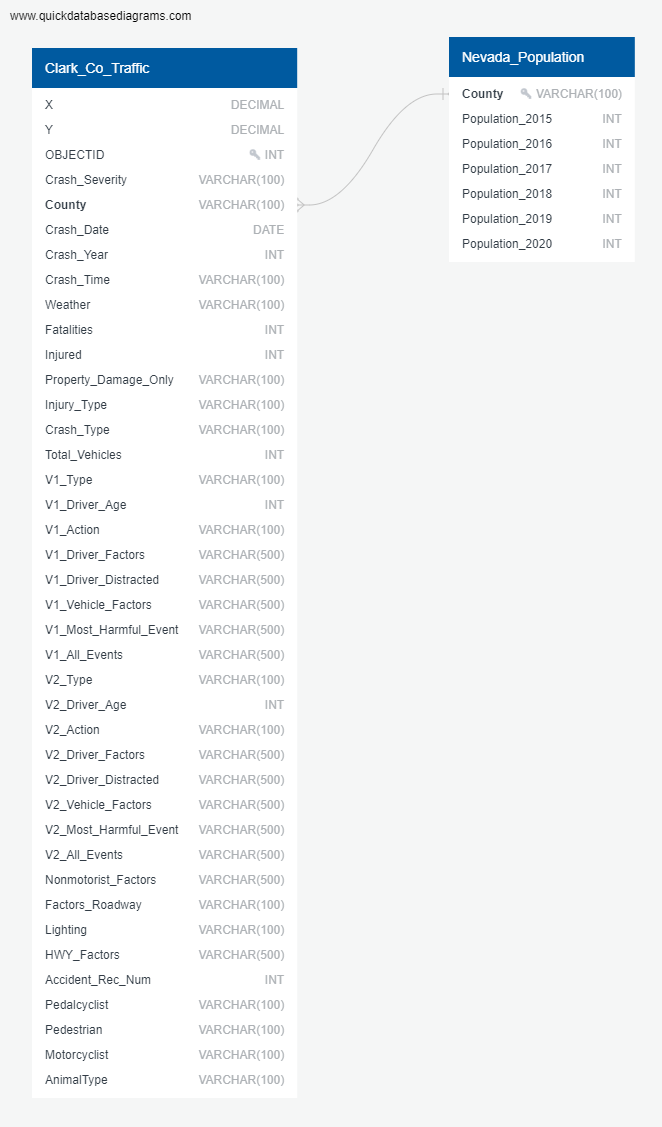 www.quickdatabasediagrams.com
Clark_Co_Traffic
X DECIMAL
Y DECIMAL
OBJECTID INT
Crash_Severity VARCHAR(100)
County VARCHAR(100)
Crash_Date DATE
Crash_Year INT
Crash_Time VARCHAR(100)
Weather VARCHAR(100)
Fatalities INT
Injured INT
Property_Damage_Only VARCHAR(100)
Injury_Type VARCHAR(100)
Crash_Type VARCHAR(100)
Total_Vehicles INT
V1_Type VARCHAR(100)
V1_Driver_Age INT
V1_Action VARCHAR(100)
V1_Driver_Factors VARCHAR(500)
V1_Driver_Distracted VARCHAR(500)
V1_Vehicle_Factors VARCHAR(500)
V1_Most_Harmful_Event VARCHAR(500)
V1_All_Events VARCHAR(500)
V2_Type VARCHAR(100)
V2_Driver_Age INT
V2_Action VARCHAR(100)
V2_Driver_Factors VARCHAR(500)
V2_Driver_Distracted VARCHAR(500)
V2_Vehicle_Factors VARCHAR(500)
V2_Most_Harmful_Event VARCHAR(500)
V2_All_Events VARCHAR(500)
Nonmotorist_Factors VARCHAR(500)
Factors_Roadway VARCHAR(100)
Lighting VARCHAR(100)
HWY_Factors VARCHAR(500)
Accident_Rec_Num INT
Pedalcyclist VARCHAR(100)
Pedestrian VARCHAR(100)
Motorcyclist VARCHAR(100)
AnimalType VARCHAR(100)
Nevada_Population
County VARCHAR(100)
Population_2015 INT
Population_2016 INT
Population_2017 INT
Population_2018 INT
Population_2019 INT
Population_2020 INT